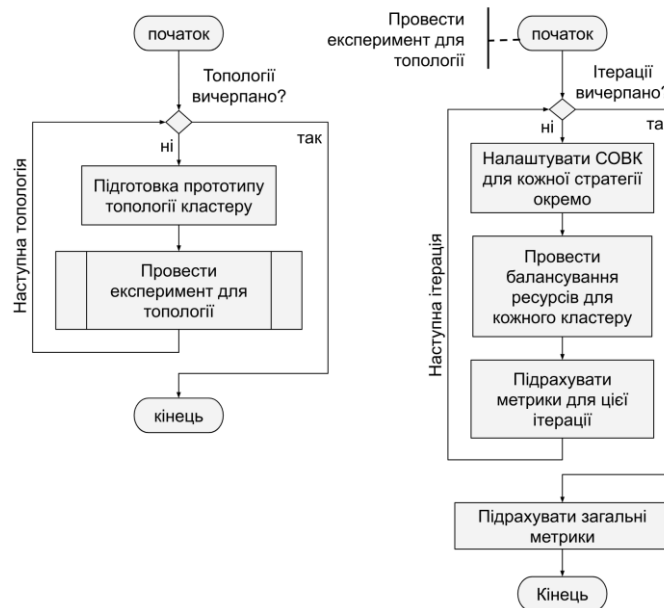 початок
Топології
вичерпано?
ні
так
Наступна топологія
Підготовка прототипу
топології кластеру
Провести
експеримент для
топології
кінець
Провести
експеримент для
топології
початок
Ітерації
вичерпано?
ні
та
Наступна ітерація
Налаштувати СОВК
для кожної стратегії
окремо
Провести
балансування
ресурсів для
кожного кластеру
Підрахувати
метрики для цієї
ітерації
Підрахувати загальні
метрики
Кінець